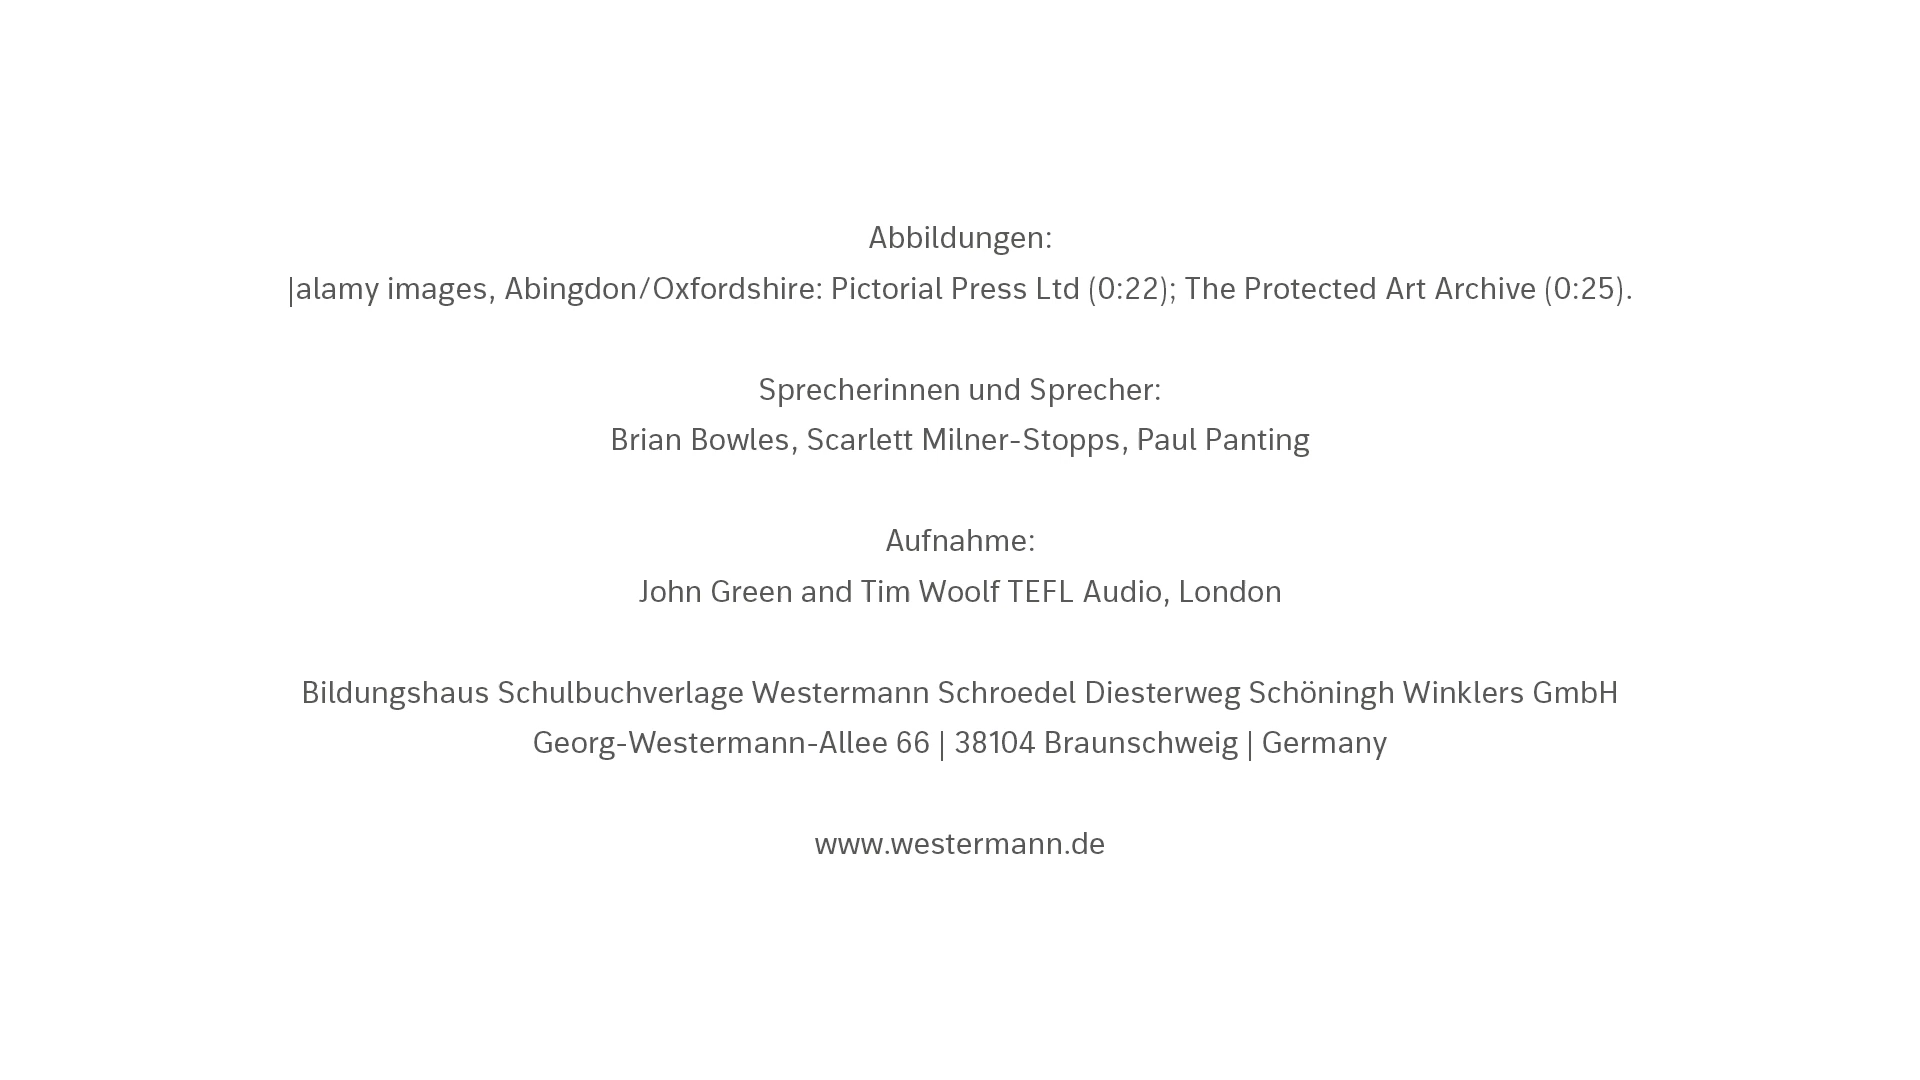 Abbildungen:
|alamy images, Abingdon/Oxfordshire: Pictorial Press Ltd (0:22); The Protected Art Archive (0:25).
Sprecherinnen und Sprecher:
Brian Bowles, Scarlett Milner-Stopps, Paul Panting
Aufnahme:
John Green and Tim Woolf TEFL Audio, London
Bildungshaus Schulbuchverlage Westermann Schroedel Diesterweg Schöningh Winklers GmbH
Georg-Westermann-Allee 66 | 38104 Braunschweig | Germany
www.westermann.de